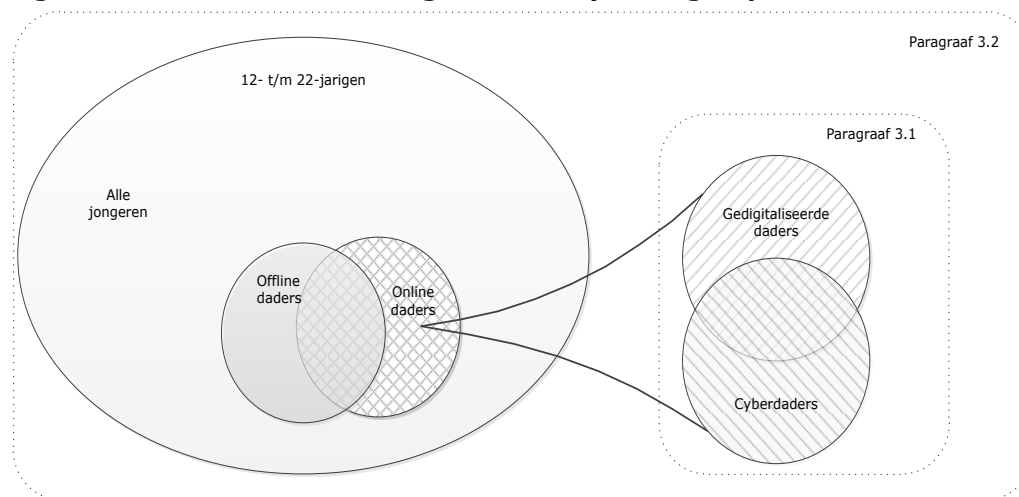 Paragraaf 3.2
12- t/m 22-jarigen
Paragraaf 3.1
Alle
jongeren
Gedigitaliseerde
daders
Offline
daders
Online
daders
Cyberdaders